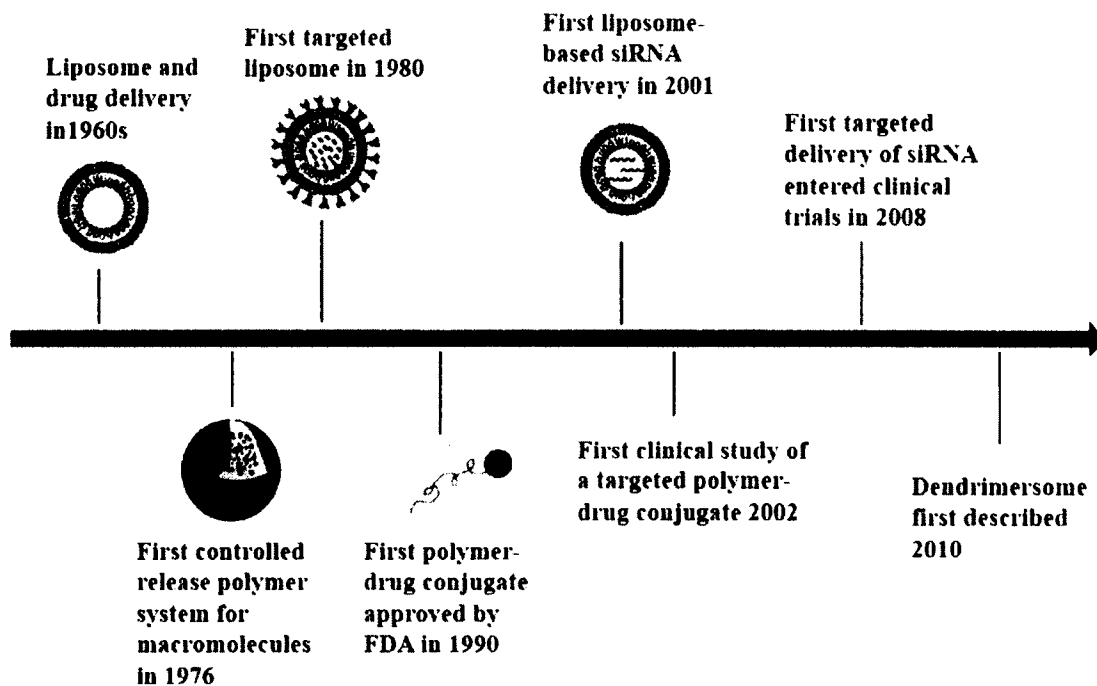 Liposome and
drug delivery
in1960s
First targeted
liposome in 1980
First liposome-
based siRNA
delivery in 2001
First targeted
delivery of siRNA
entered clinical
trials in 2008
First controlled
release polymer
system for
macromolecules
in 1976
First polymer-
drug conjugate
approved by
FDA in 1990
First clinical study of
a targeted polymer-
drug conjugate 2002
Dendrimersome
first described
2010